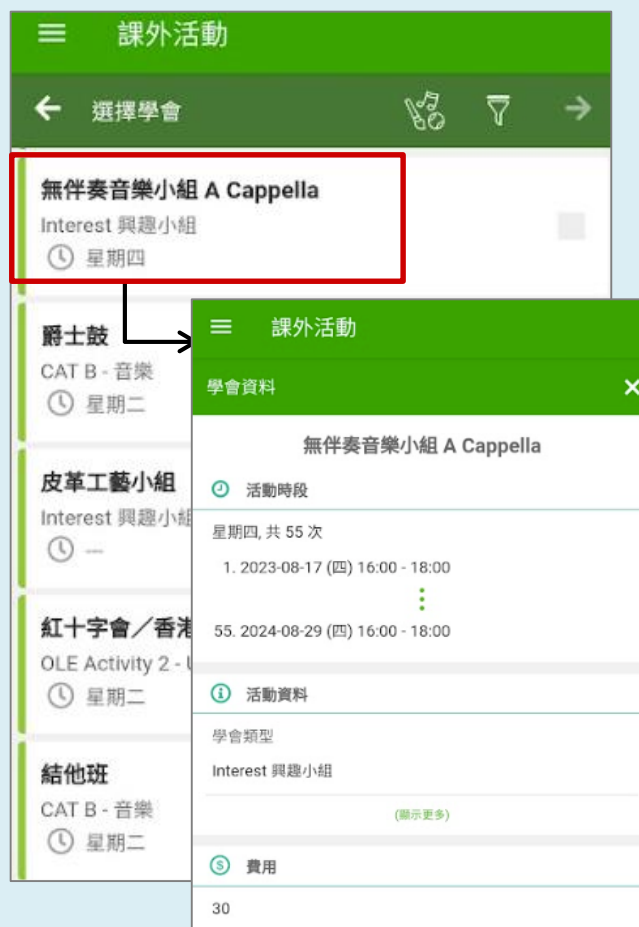 課外活動
選擇學會
無伴奏音樂小組 A Cappella
Interest 興趣小組
星期四
爵士鼓
CAT B - 音樂
星期二
皮革工藝小組
Interest 興趣小組
---
紅十字會／香港
OLE Activity 2 -
星期二
結他班
CAT B - 音樂
星期二
課外活動
學會資料
無伴奏音樂小組 A Cappella
活動時段
星期四, 共 55 次
1. 2023-08-17 (四) 16:00 - 18:00
55. 2024-08-29 (四) 16:00 - 18:00
活動資料
學會類型
Interest 興趣小組
(顯示更多)
費用
30